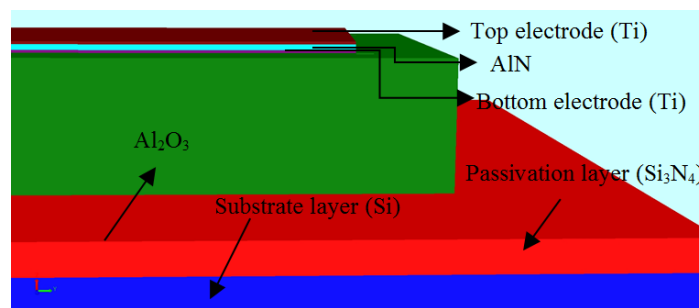 Top electrode (Ti)
AlN
Bottom electrode (Ti)
Al₂O₃
Passivation layer (Si₃N₄)
Substrate layer (Si)